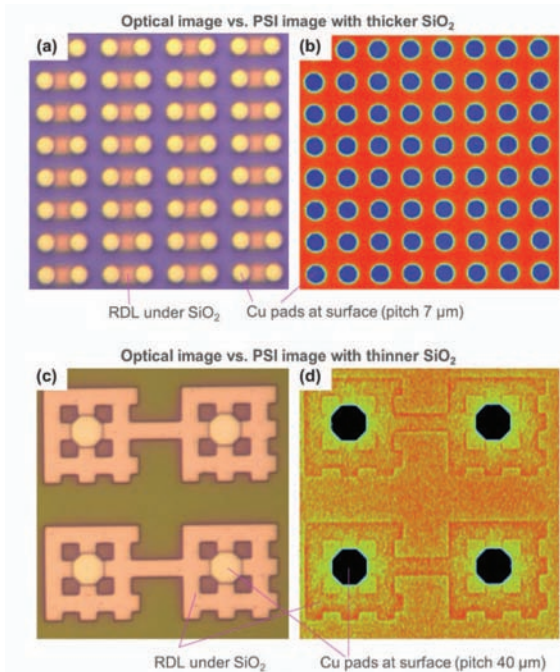 Optical image vs. PSI image with thicker SiO₂
(a)
(b)
RDL under SiO₂
Cu pads at surface (pitch 7 µm)
Optical image vs. PSI image with thinner SiO₂
(c)
(d)
RDL under SiO₂
Cu pads at surface (pitch 40 µm)